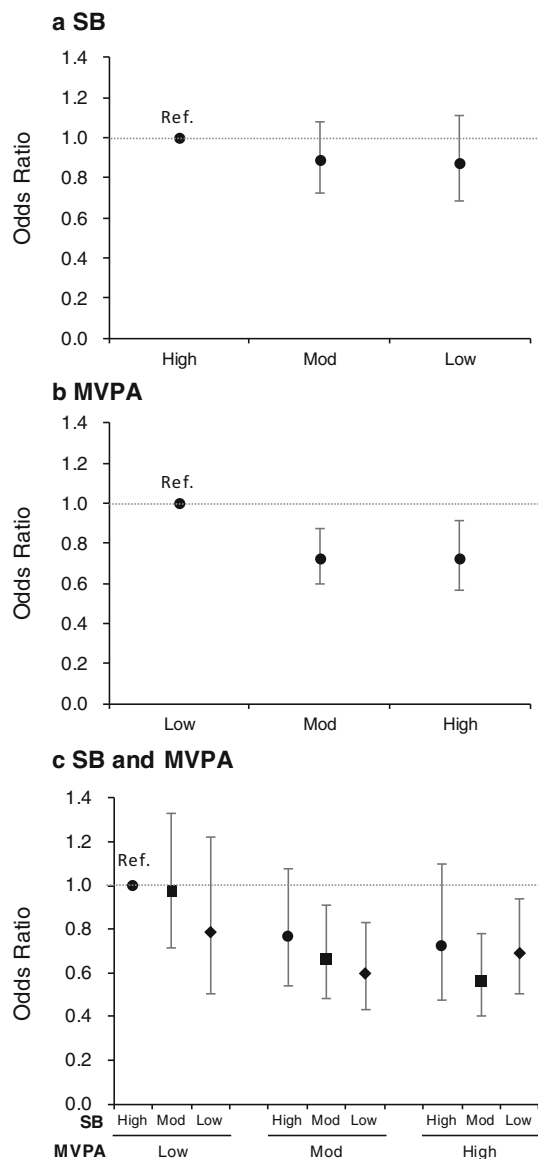 a SB
1.4
1.2
Ref.
1.0
0.8
0.6
0.4
0.2
0.0
Odds Ratio
High Mod Low
b MVPA
1.4
1.2
Ref.
1.0
0.8
0.6
0.4
0.2
0.0
Odds Ratio
Low Mod High
c SB and MVPA
1.4
1.2
Ref.
1.0
0.8
0.6
0.4
0.2
0.0
Odds Ratio
SB High Mod Low High Mod Low High Mod Low
MVPA Low Mod High